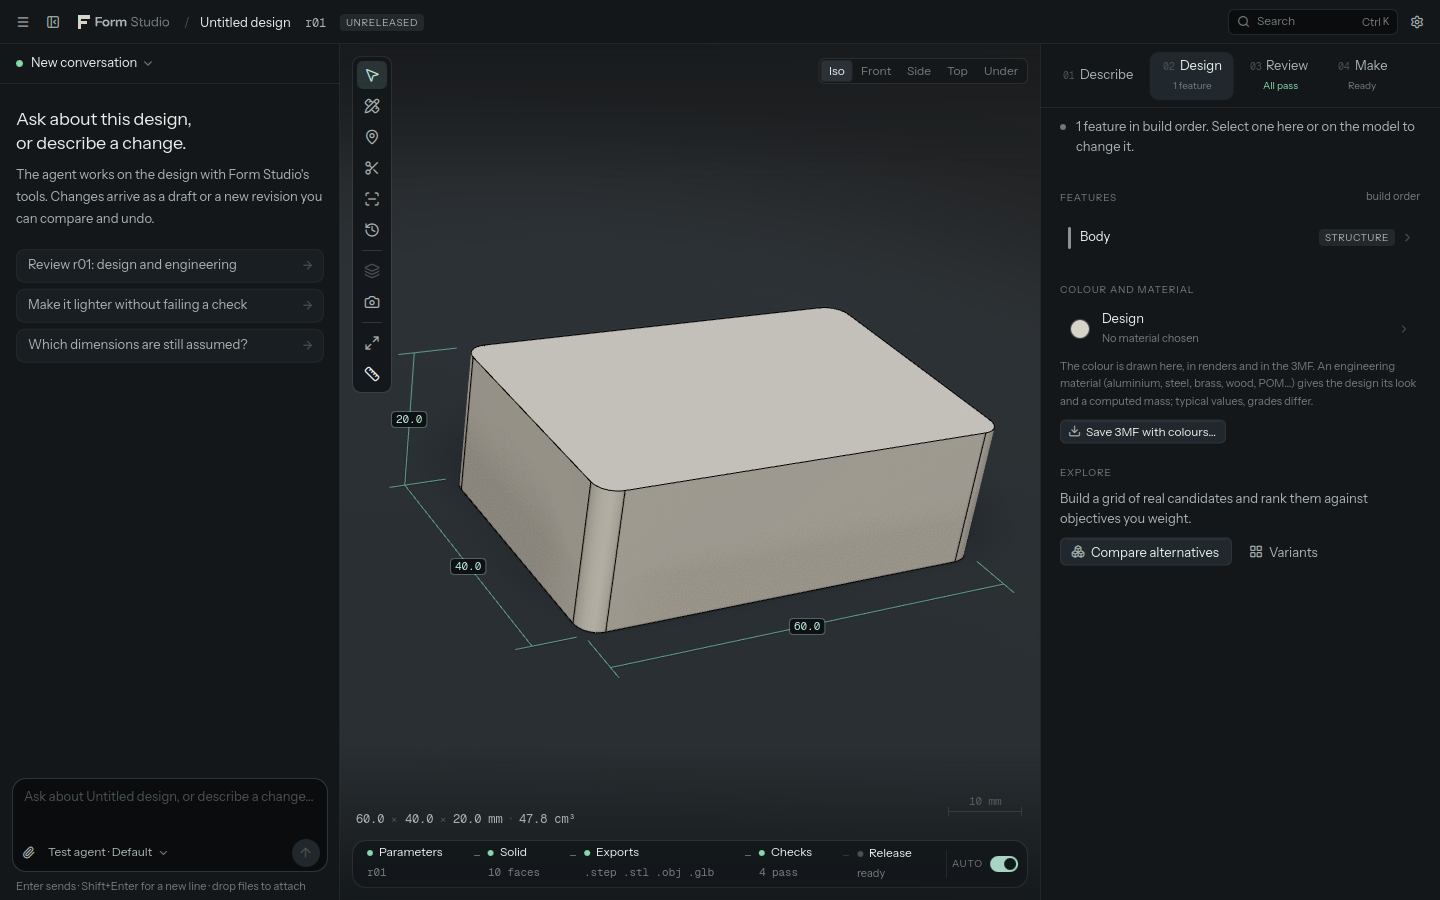 Form Studio / Untitled design r01 UNRELEASED
Search Ctrl K
New conversation
Ask about this design,
or describe a change.
The agent works on the design with Form Studio's
tools. Changes arrive as a draft or a new revision you
can compare and undo.
Review r01: design and engineering
Make it lighter without failing a check
Which dimensions are still assumed?
Ask about Untitled design, or describe a change...
Test agent · Default
Enter sends · Shift+Enter for a new line · drop files to attach
Iso Front Side Top Under
20.0
40.0
60.0
10 mm
60.0 × 40.0 × 20.0 mm · 47.8 cm³
Parameters Solid Exports Checks Release
r01 10 faces .step .stl .obj .glb 4 pass ready
AUTO
01 Describe 02 Design 03 Review 04 Make
1 feature All pass Ready
1 feature in build order. Select one here or on the model to
change it.
FEATURES build order
Body STRUCTURE
COLOUR AND MATERIAL
Design
No material chosen
The colour is drawn here, in renders and in the 3MF. An engineering
material (aluminium, steel, brass, wood, POM...) gives the design its look
and a computed mass; typical values, grades differ.
Save 3MF with colours...
EXPLORE
Build a grid of real candidates and rank them against
objectives you weight.
Compare alternatives Variants